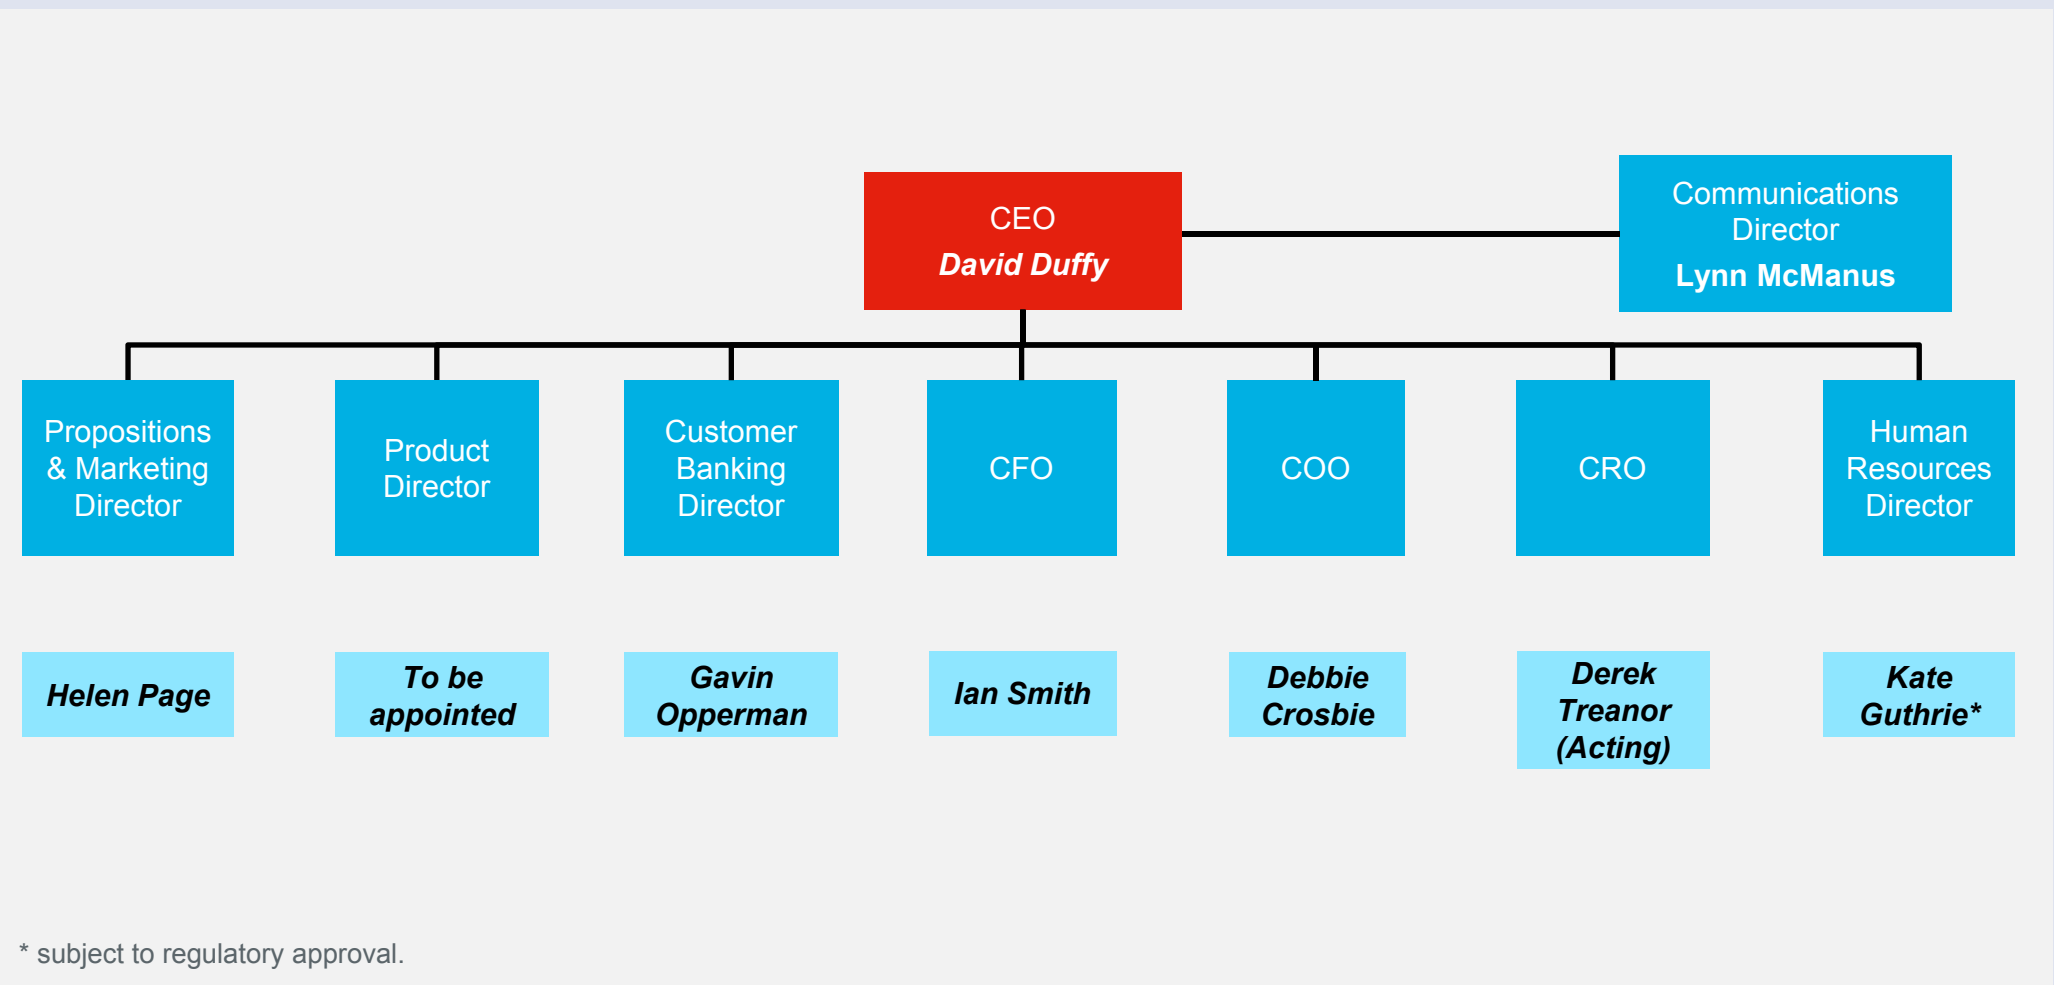 CEO
David Duffy
Communications
Director
Lynn McManus
Propositions
& Marketing
Director
Product
Director
Customer
Banking
Director
CFO
COO
CRO
Human
Resources
Director
Helen Page
To be
appointed
Gavin
Opperman
Ian Smith
Debbie
Crosbie
Derek
Treanor
(Acting)
Kate
Guthrie*
* subject to regulatory approval.